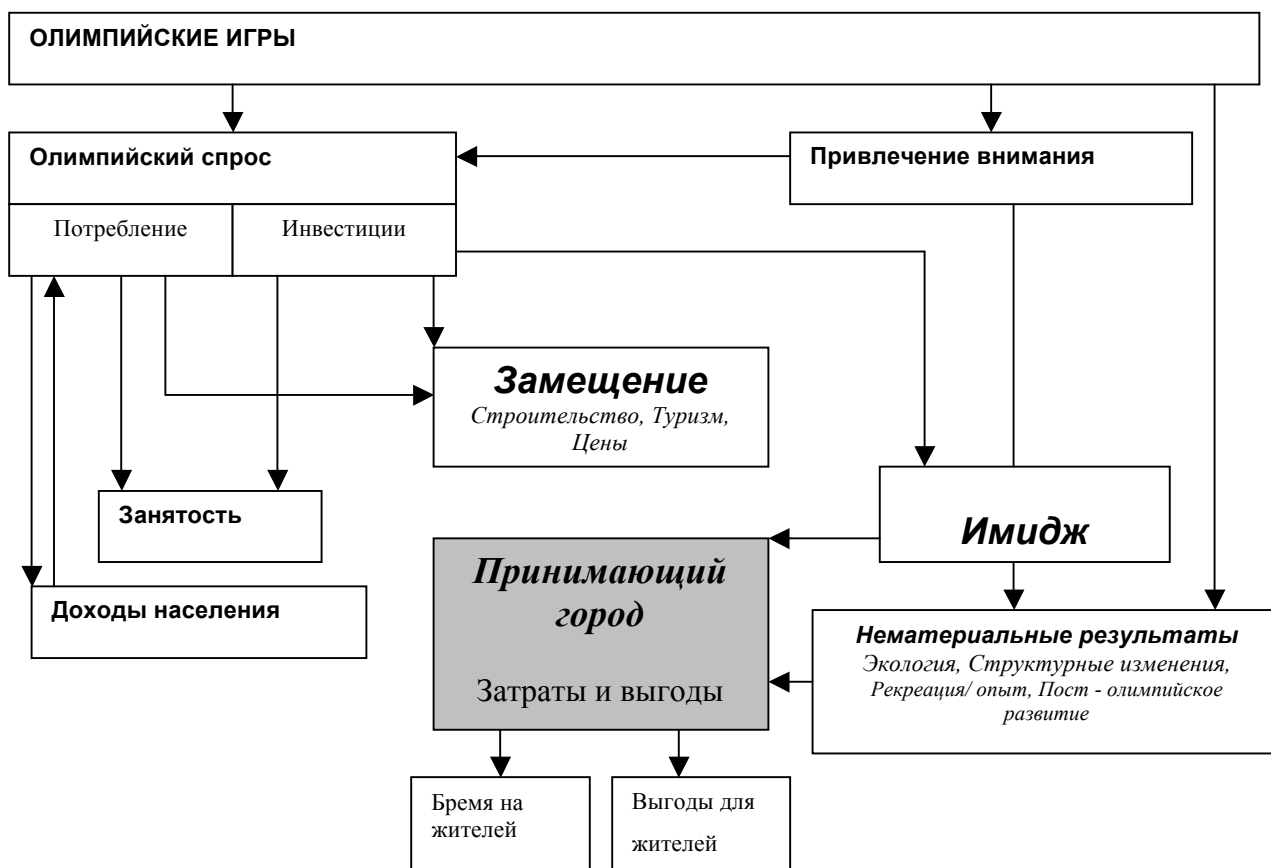 ОЛИМПИЙСКИЕ ИГРЫ
Олимпийский спрос
Привлечение внимания
Потребление
Инвестиции
Замещение
Строительство, Туризм,
Цены
Занятость
Имидж
Принимающий
город
Затраты и выгоды
Доходы населения
Нематериальные результаты
Экология, Структурные изменения,
Рекреация/ опыт, Пост - олимпийское
развитие
Бремя на
жителей
Выгоды для
жителей